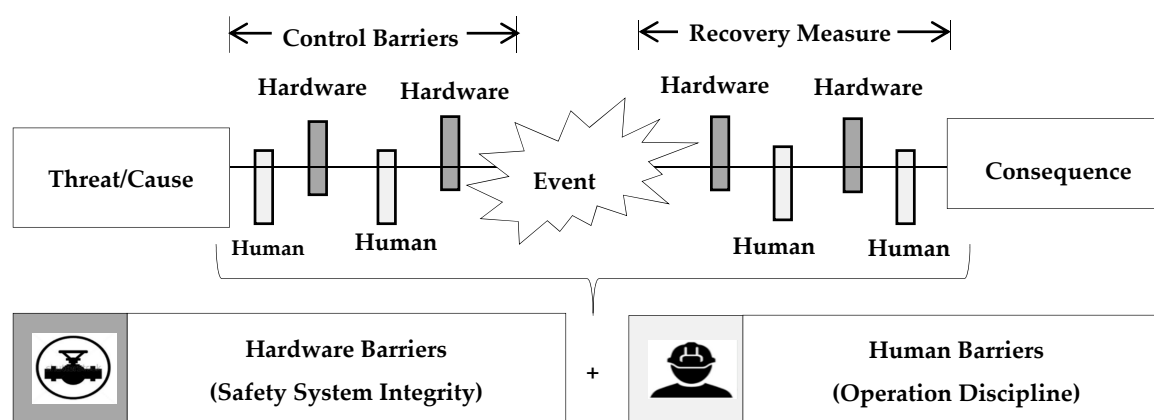 Control Barriers
Recovery Measure
Hardware
Hardware
Hardware
Hardware
Threat/Cause
Event
Consequence
Human
Human
Human
Human
Hardware Barriers
(Safety System Integrity)
+
Human Barriers
(Operation Discipline)